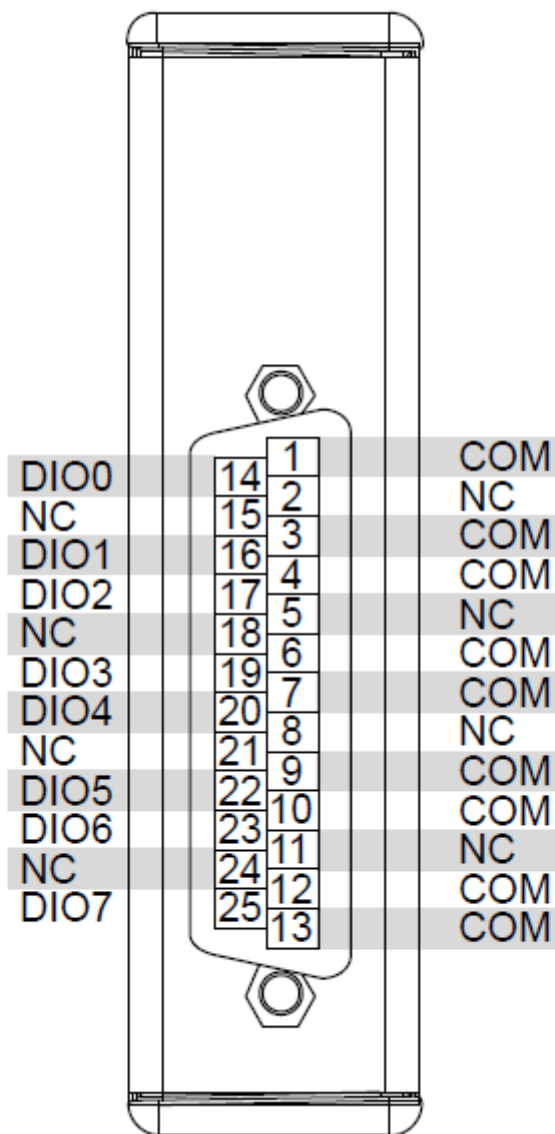 1 COM
DIO0 14
2 NC
NC 15
3 COM
DIO1 16
4 COM
DIO2 17
5 NC
NC 18
6 COM
DIO3 19
7 COM
DIO4 20
8 NC
NC 21
9 COM
DIO5 22
10 COM
DIO6 23
11 NC
NC 24
12 COM
DIO7 25
13 COM